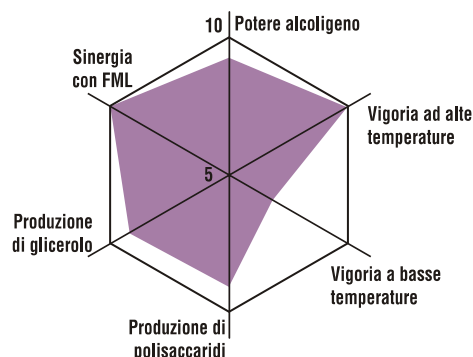 10
Potere alcoligeno
Sinergia
con FML
Vigoria ad alte
temperature
5
Produzione
di glicerolo
Vigoria a basse
temperature
Produzione di
polisaccaridi